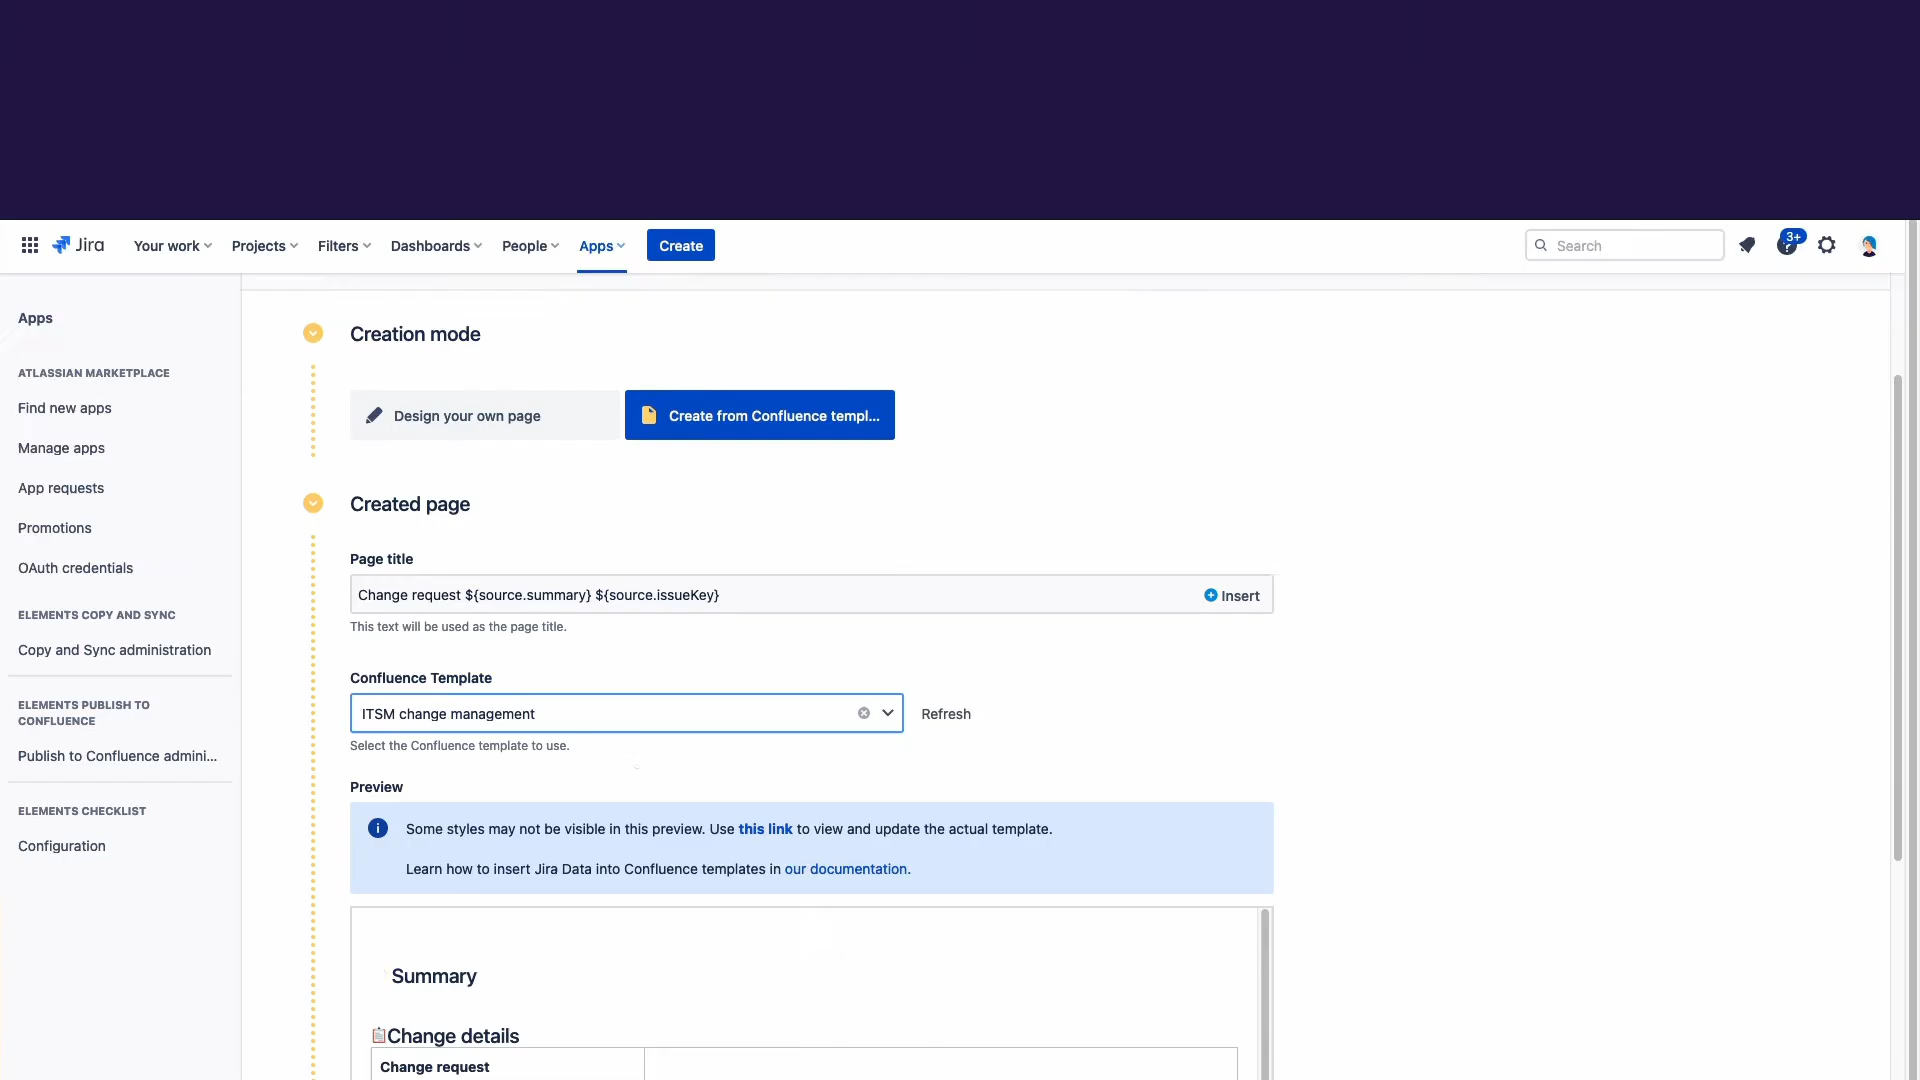 Jira
Your work
Projects
Filters
Dashboards
People
Apps
Create
Search
3+
Apps
ATLASSIAN MARKETPLACE
Find new apps
Manage apps
App requests
Promotions
OAuth credentials
ELEMENTS COPY AND SYNC
Copy and Sync administration
ELEMENTS PUBLISH TO
CONFLUENCE
Publish to Confluence admini...
ELEMENTS CHECKLIST
Configuration
Creation mode
Design your own page
Create from Confluence templ...
Created page
Page title
Change request ${source.summary} ${source.issueKey}
Insert
This text will be used as the page title.
Confluence Template
ITSM change management
Refresh
Select the Confluence template to use.
Preview
Some styles may not be visible in this preview. Use this link to view and update the actual template.
Learn how to insert Jira Data into Confluence templates in our documentation.
Summary
📋Change details
Change request